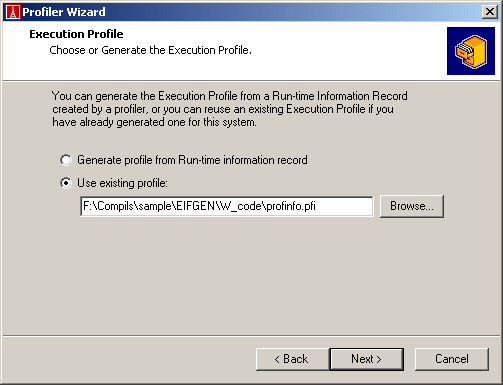 Profiler Wizard
Execution Profile
Choose or Generate the Execution Profile.
You can generate the Execution Profile from a Run-time Information Record
created by a profiler, or you can reuse an existing Execution Profile if you
have already generated one for this system.
Generate profile from Run-time information record
Use existing profile:
F:\Compils\sample\EIFGEN\W_code\profinfo.pfi
Browse...
< Back
Next >
Cancel